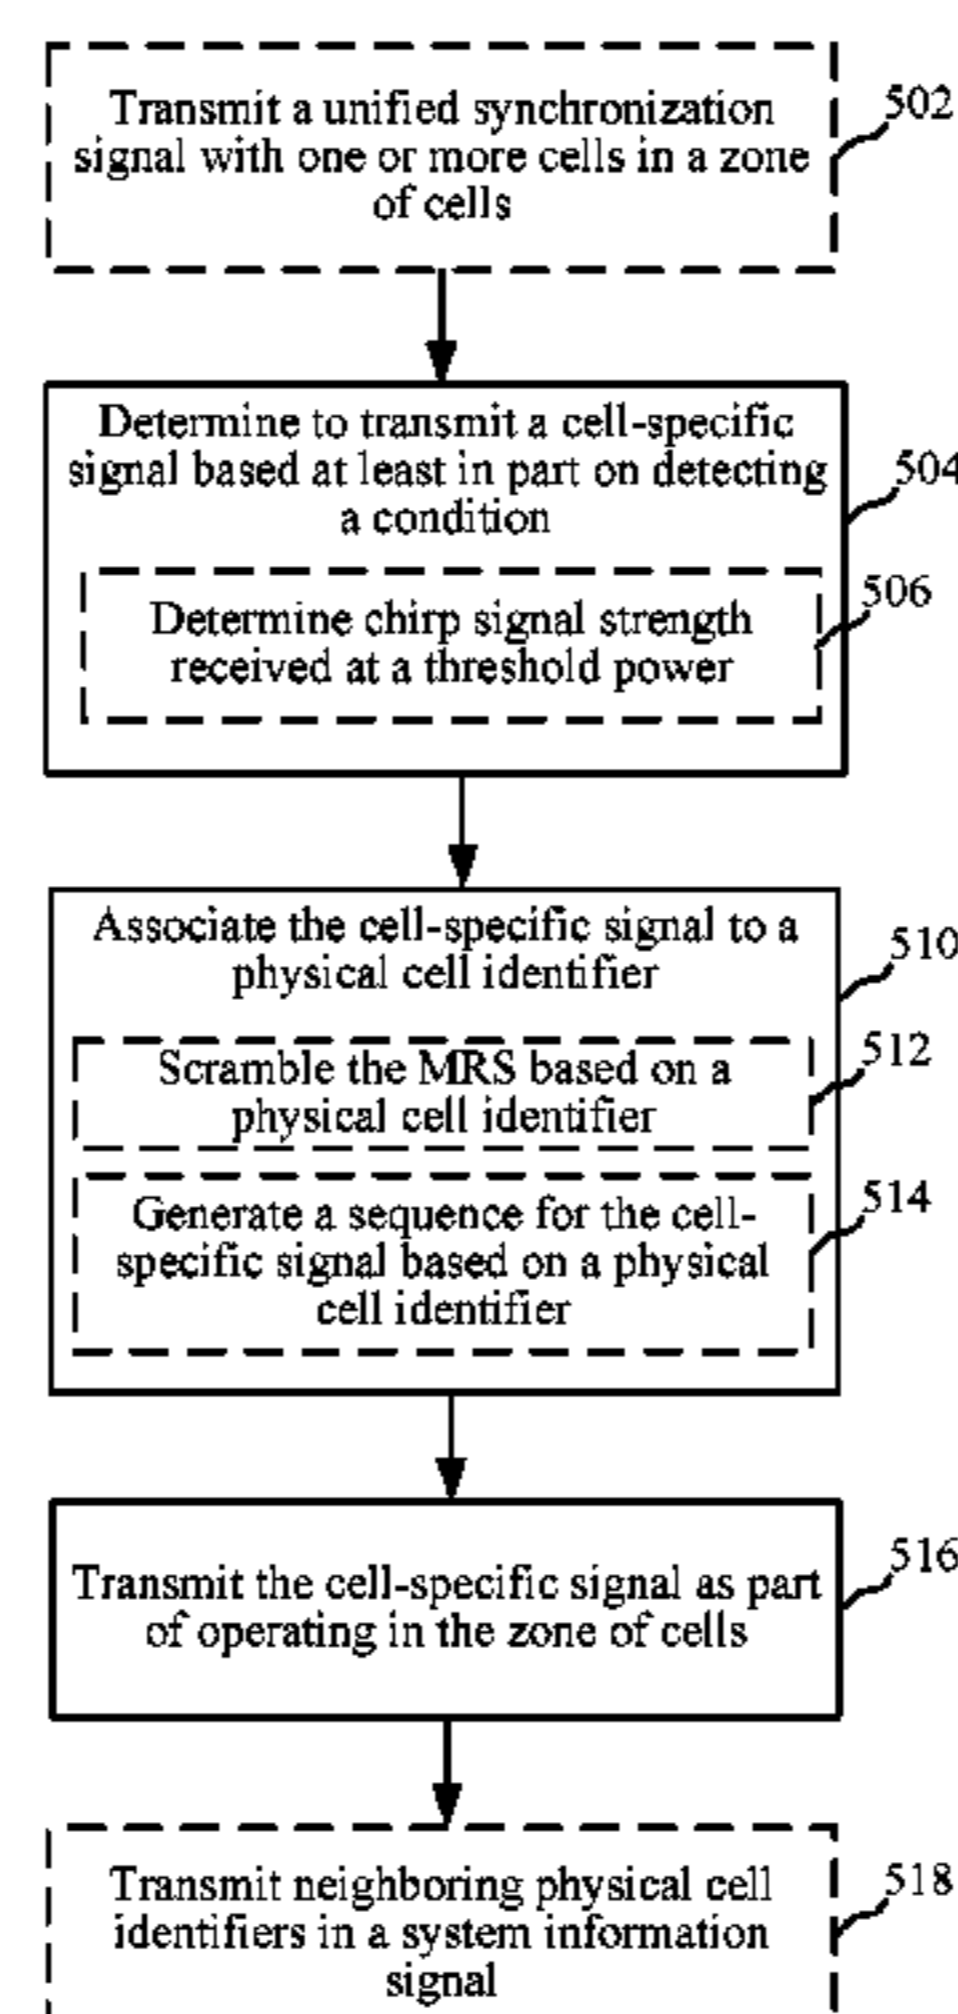 Transmit a unified synchronization
signal with one or more cells in a zone
of cells
502
Determine to transmit a cell-specific
signal based at least in part on detecting
a condition
504
Determine chirp signal strength
received at a threshold power
506
Associate the cell-specific signal to a
physical cell identifier
510
Scramble the MRS based on a
physical cell identifier
512
Generate a sequence for the cell-
specific signal based on a physical
cell identifier
514
Transmit the cell-specific signal as part
of operating in the zone of cells
516
Transmit neighboring physical cell
identifiers in a system information
signal
518